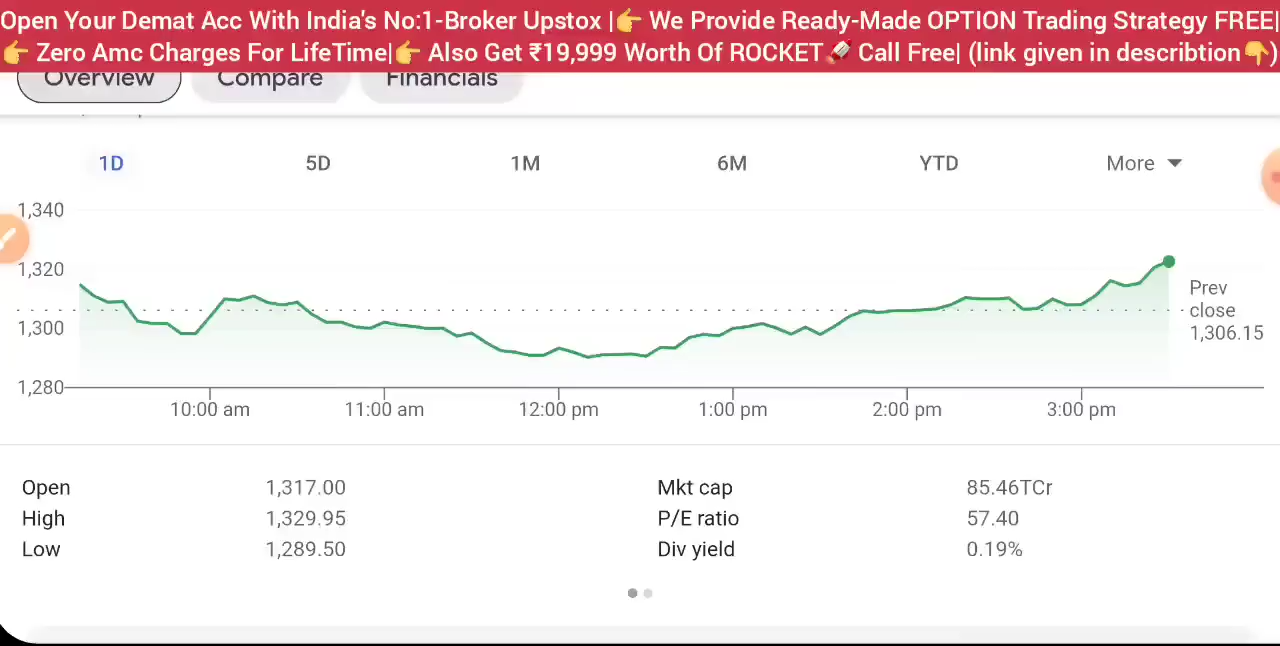 Open Your Demat Acc With India's No:1-Broker Upstox |👉 We Provide Ready-Made OPTION Trading Strategy FREE|
👉 Zero Amc Charges For LifeTime|👉 Also Get ₹19,999 Worth Of ROCKET🚀 Call Free| (link given in describtion👇)
Overview Compare Financials
1D 5D 1M 6M YTD More
1,340
1,320
1,300
1,280
Prev
close
1,306.15
10:00 am 11:00 am 12:00 pm 1:00 pm 2:00 pm 3:00 pm
Open 1,317.00 Mkt cap 85.46TCr
High 1,329.95 P/E ratio 57.40
Low 1,289.50 Div yield 0.19%